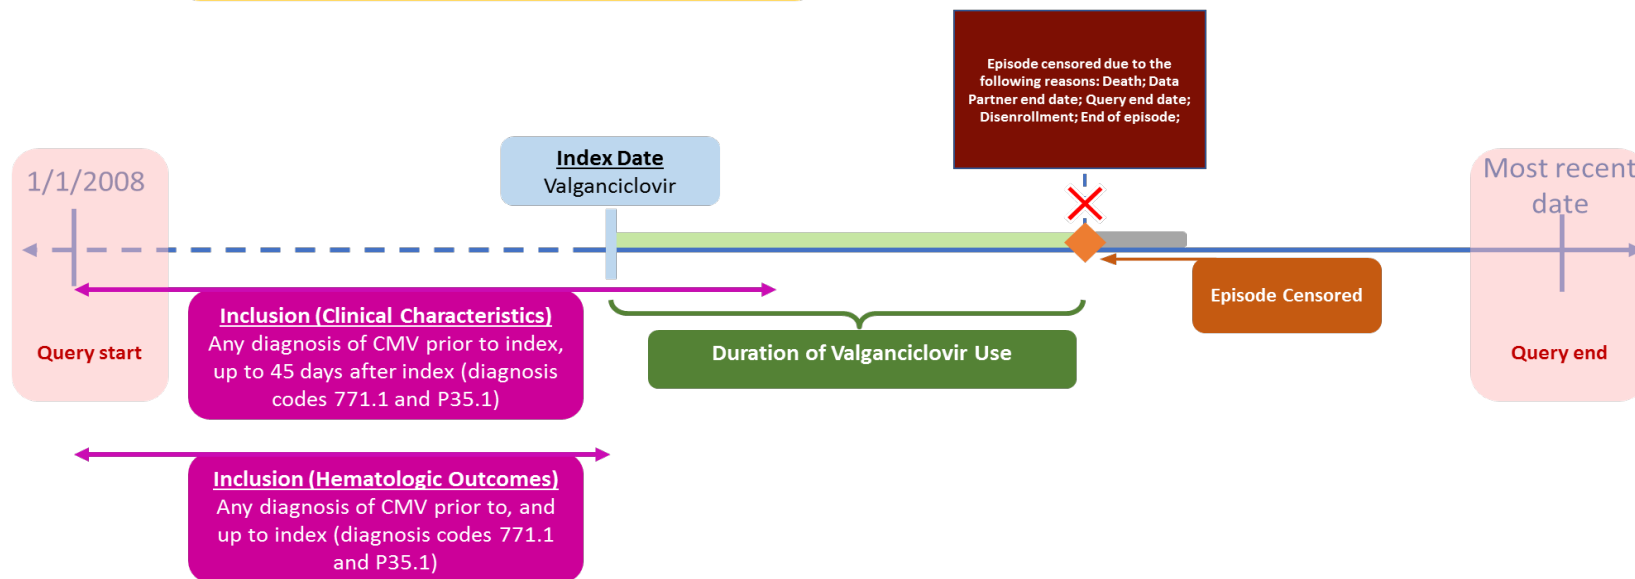 Episode censored due to the
following reasons: Death; Data
Partner end date; Query end date;
Disenrollment; End of episode;
Index Date
Valganciclovir
1/1/2008
Most recent
date
Query start
Inclusion (Clinical Characteristics)
Any diagnosis of CMV prior to index,
up to 45 days after index (diagnosis
codes 771.1 and P35.1)
Duration of Valganciclovir Use
Episode Censored
Query end
Inclusion (Hematologic Outcomes)
Any diagnosis of CMV prior to, and
up to index (diagnosis codes 771.1
and P35.1)